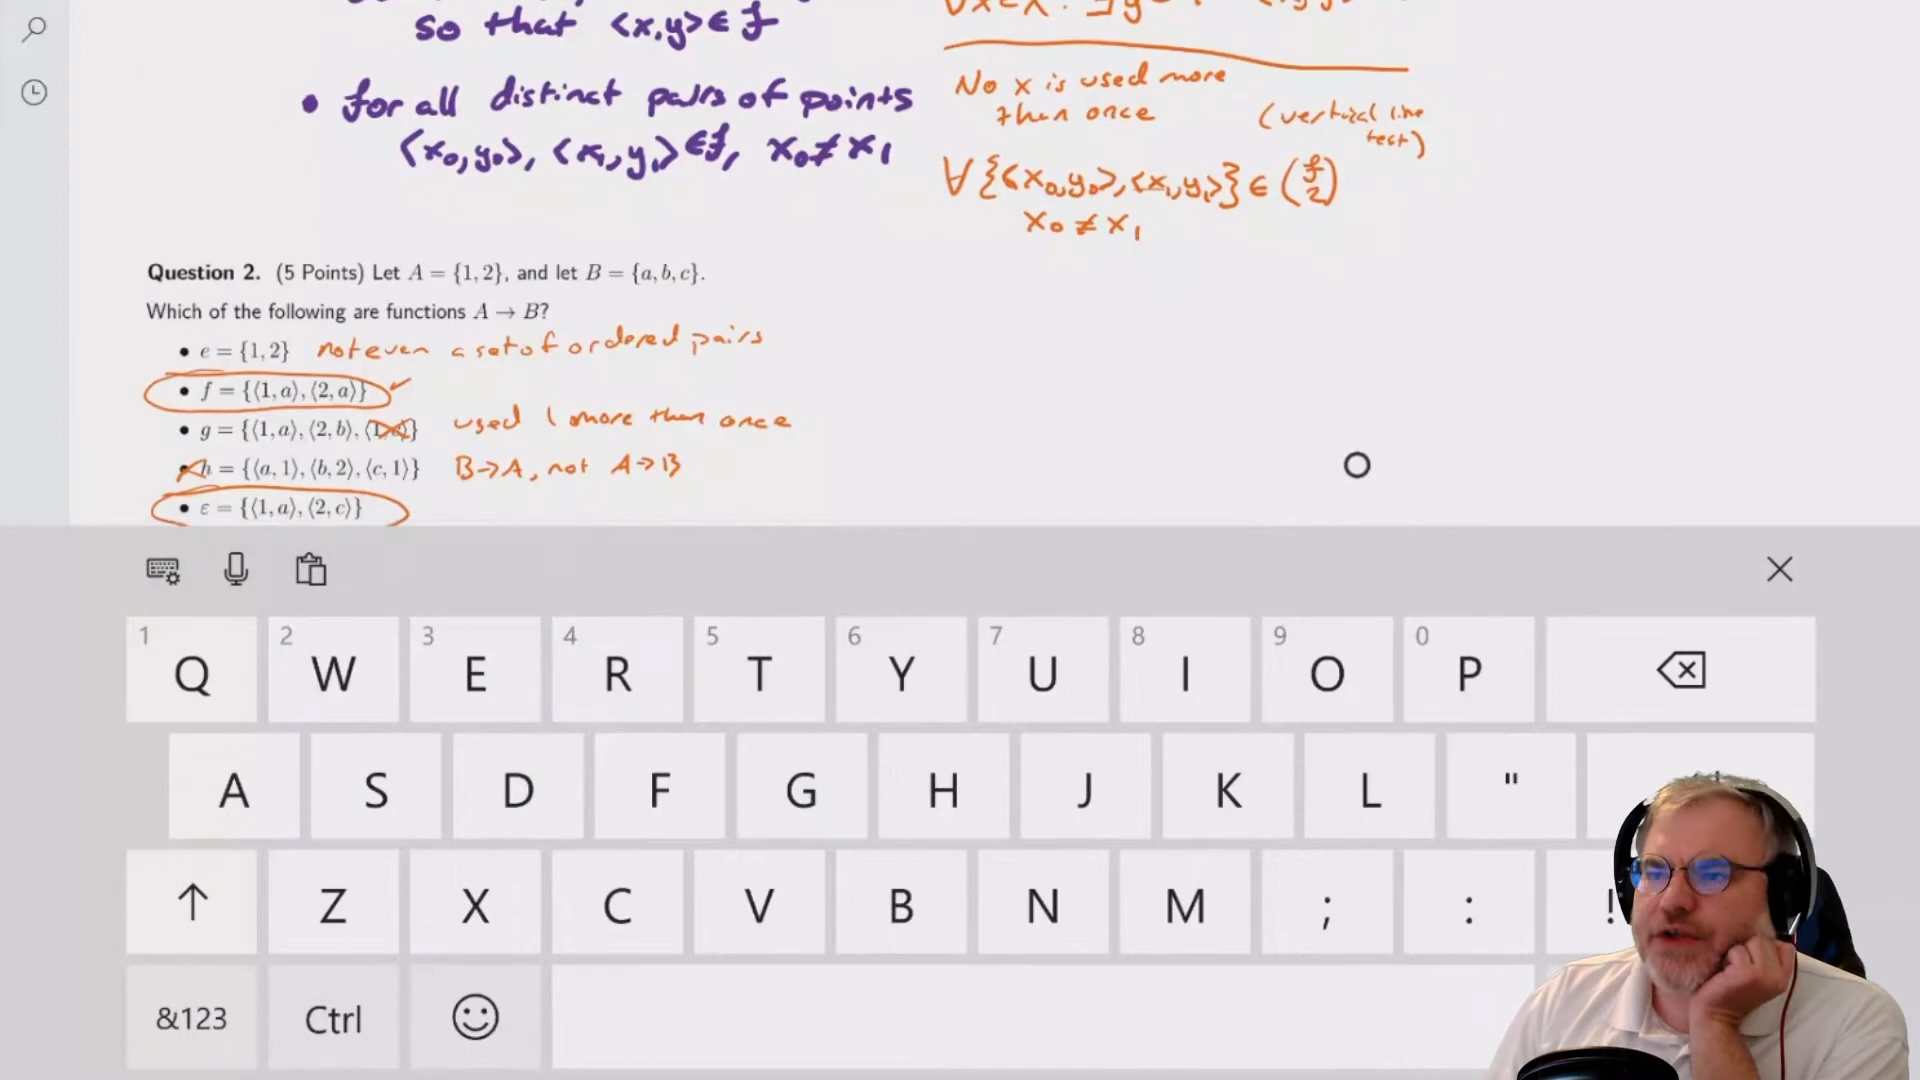 so that <x,y>∈ f
• for all distinct pairs of points
<x₀,y₀>, <x₁,y₁>∈f, x₀≠x₁
No x is used more
than once
(vertical line
test)
∀{<x₀,y₀>,<x₁,y₁>}∈(f 2)
x₀ ≠ x₁
Question 2. (5 Points) Let A = {1, 2}, and let B = {a, b, c}.
Which of the following are functions A → B?
• e = {1, 2} not even a set of ordered pairs
• f = {⟨1, a⟩, ⟨2, a⟩} ✓
• g = {⟨1, a⟩, ⟨2, b⟩, ⟨1, ⟩} used 1 more than once
• h = {⟨a, 1⟩, ⟨b, 2⟩, ⟨c, 1⟩} B→A, not A→B
• ε = {⟨1, a⟩, ⟨2, c⟩}
1 2 3 4 5 6 7 8 9 0
Q W E R T Y U I O P
A S D F G H J K L "
↑ Z X C V B N M ; : !
&123 Ctrl